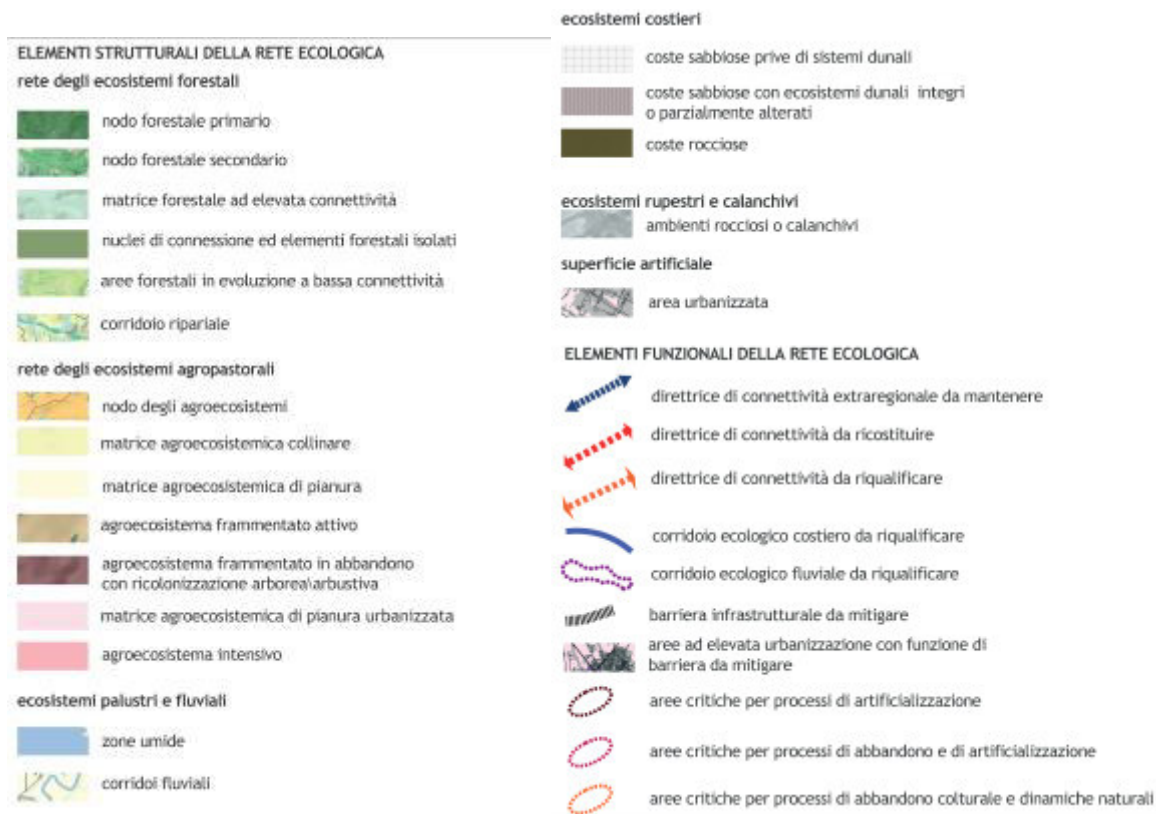 ELEMENTI STRUTTURALI DELLA RETE ECOLOGICA
rete degli ecosistemi forestali
nodo forestale primario
nodo forestale secondario
matrice forestale ad elevata connettività
nuclei di connessione ed elementi forestali isolati
aree forestali in evoluzione a bassa connettività
corridoio ripariale
rete degli ecosistemi agropastorali
nodo degli agroecosistemi
matrice agroecosistemica collinare
matrice agroecosistemica di pianura
agroecosistema frammentato attivo
agroecosistema frammentato in abbandono
con ricolonizzazione arborea\arbustiva
matrice agroecosistemica di pianura urbanizzata
agroecosistema intensivo
ecosistemi palustri e fluviali
zone umide
corridoi fluviali
ecosistemi costieri
coste sabbiose prive di sistemi dunali
coste sabbiose con ecosistemi dunali integri
o parzialmente alterati
coste rocciose
ecosistemi rupestri e calanchivi
ambienti rocciosi o calanchivi
superficie artificiale
area urbanizzata
ELEMENTI FUNZIONALI DELLA RETE ECOLOGICA
direttrice di connettività extraregionale da mantenere
direttrice di connettività da ricostituire
direttrice di connettività da riqualificare
corridoio ecologico costiero da riqualificare
corridoio ecologico fluviale da riqualificare
barriera infrastrutturale da mitigare
aree ad elevata urbanizzazione con funzione di
barriera da mitigare
aree critiche per processi di artificializzazione
aree critiche per processi di abbandono e di artificializzazione
aree critiche per processi di abbandono colturale e dinamiche naturali